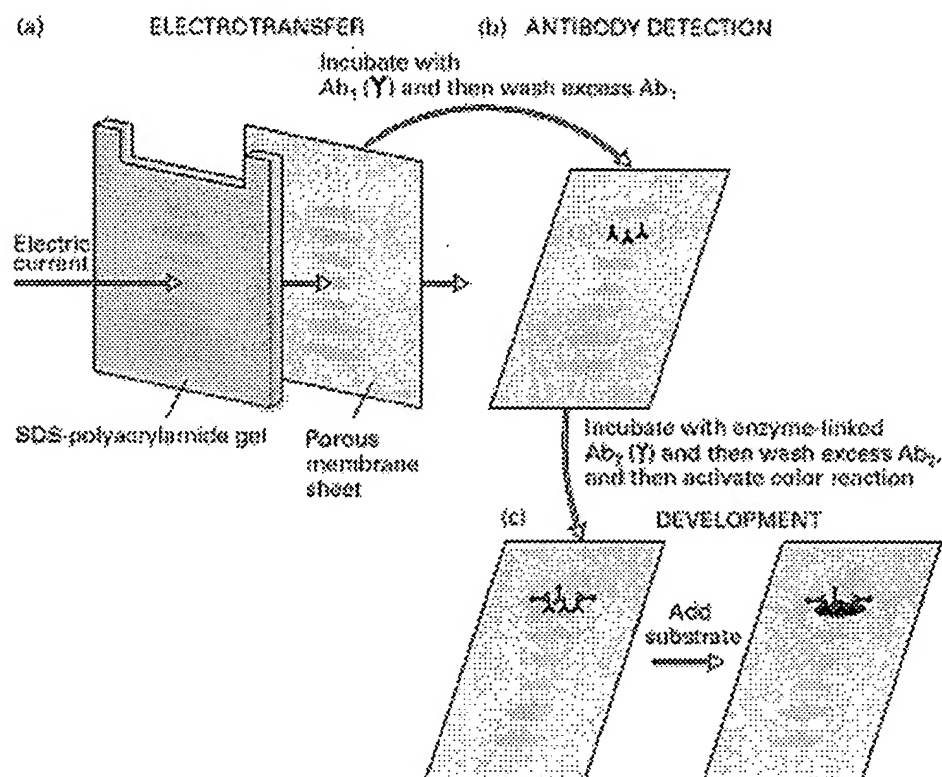 (a) ELECTROTRANSFER
(b) ANTIBODY DETECTION
Incubate with
Ab₁ (Y) and then wash excess Ab₁
Electric
current
SDS-polyacrylamide gel
Porous
membrane
sheet
Incubate with enzyme-linked
Ab₂ (Y) and then wash excess Ab₂,
and then activate color reaction
(c) DEVELOPMENT
Add
substrate